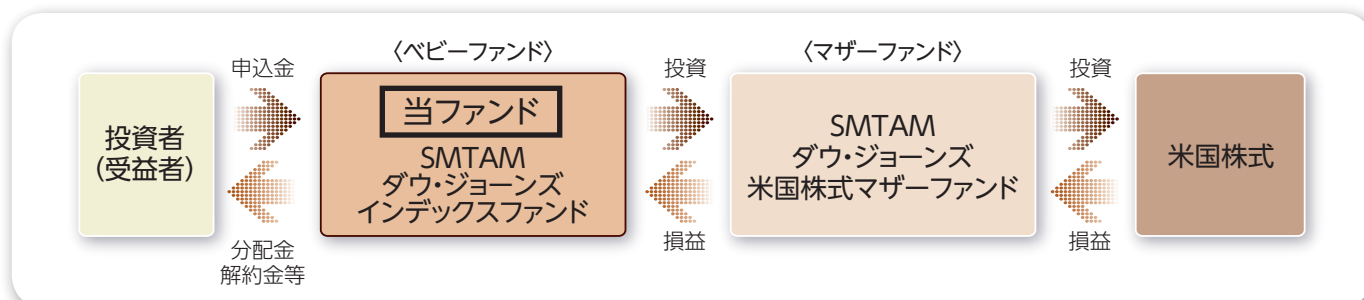 〈ベビーファンド〉
〈マザーファンド〉
申込金
投資
投資
投資者
(受益者)
当ファンド
SMTAM
ダウ・ジョーンズ
インデックスファンド
SMTAM
ダウ・ジョーンズ
米国株式マザーファンド
米国株式
分配金
解約金等
損益
損益